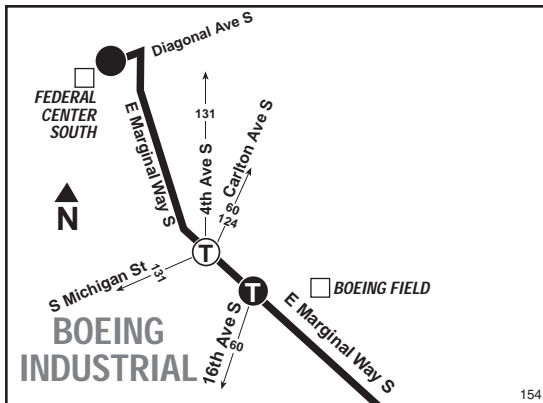 Diagonal Ave S
FEDERAL
CENTER
SOUTH
E Marginal Way S
131
4th Ave S
Carlton Ave S
60
124
N
T
S Michigan St
131
T
BOEING FIELD
E Marginal Way S
16th Ave S
60
BOEING
INDUSTRIAL
154